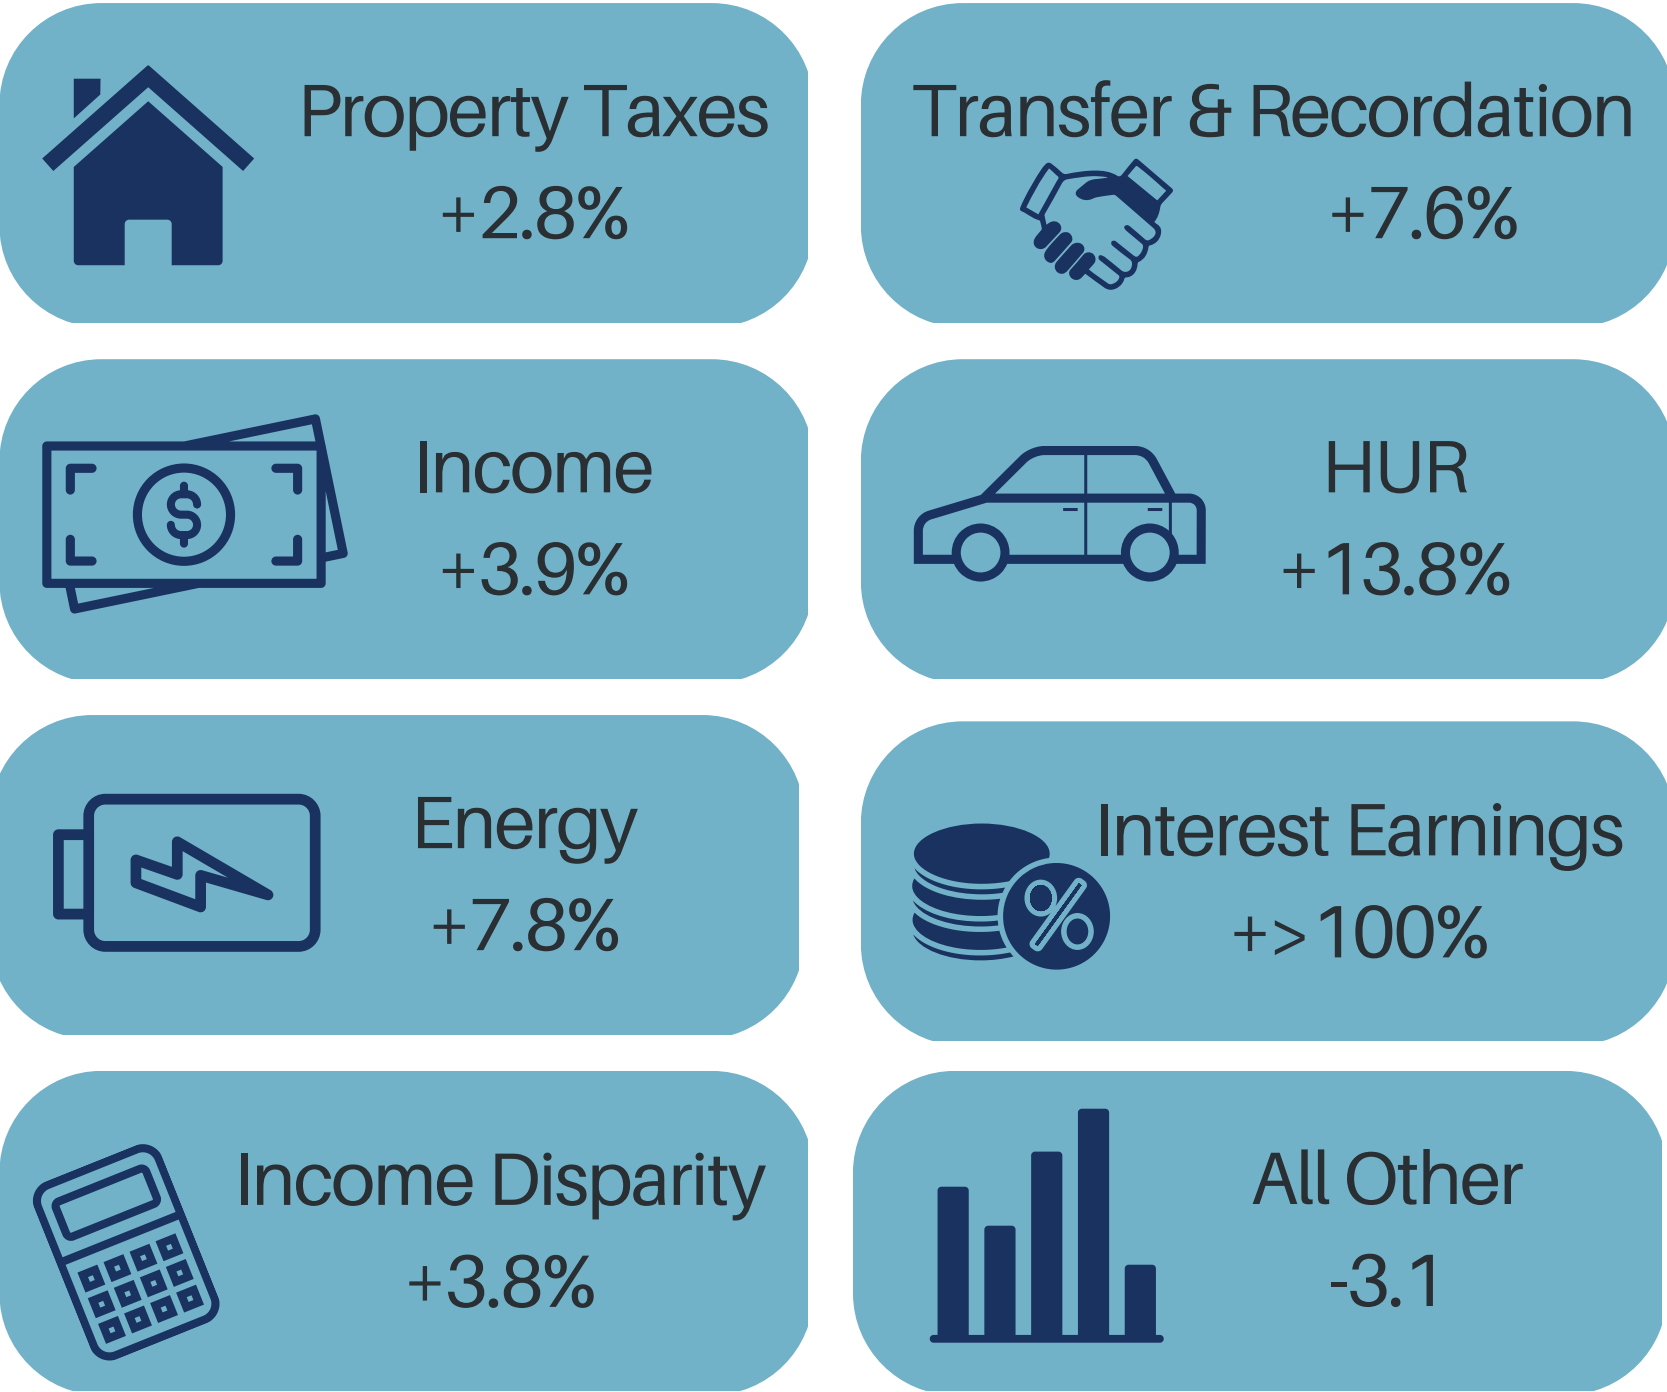 Property Taxes
+2.8%
Transfer & Recordation
+7.6%
Income
+3.9%
HUR
+13.8%
Energy
+7.8%
Interest Earnings
+>100%
Income Disparity
+3.8%
All Other
-3.1